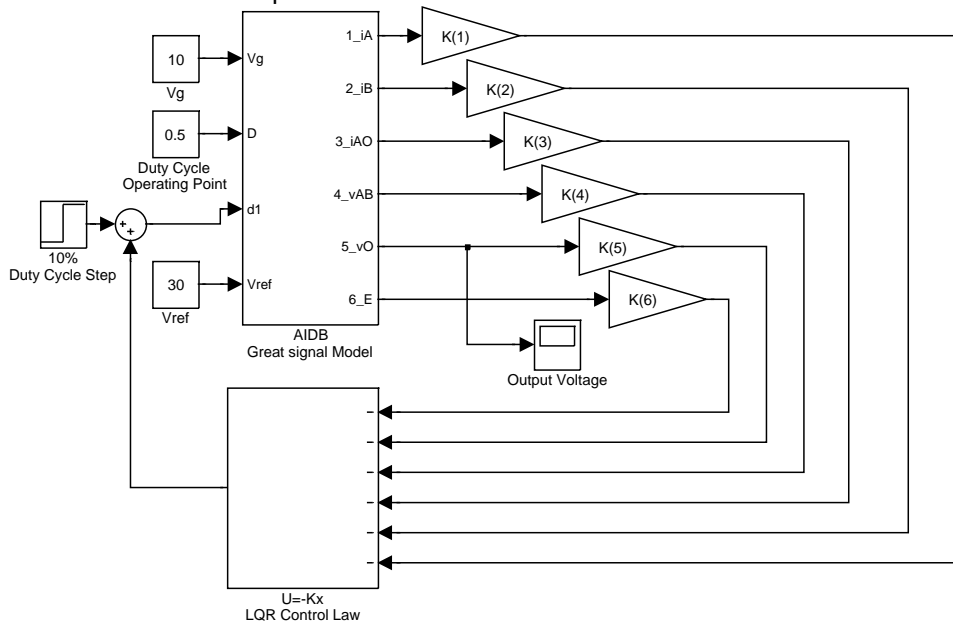 1_iA
K(1)
10
Vg
Vg
2_iB
K(2)
0.5
D
3_iAO
K(3)
Duty Cycle
Operating Point
4_vAB
K(4)
d1
+
+
10%
Duty Cycle Step
5_vO
K(5)
30
Vref
Vref
6_E
K(6)
AIDB
Great signal Model
Output Voltage
−
−
−
−
−
−
U=-Kx
LQR Control Law